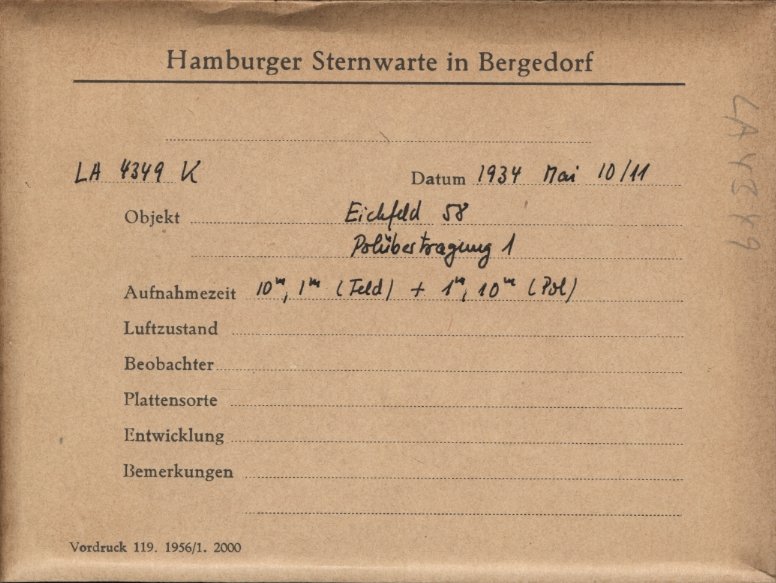 Hamburger Sternwarte in Bergedorf
LA 4349 K
Datum 1934 Mai 10/11
Objekt Eichfeld 58
Polübertragung 1
Aufnahmezeit 10m, 1m (Feld) + 1m, 10m (Pol)
Luftzustand
Beobachter
Plattensorte
Entwicklung
Bemerkungen
Vordruck 119. 1956/1. 2000
LA 4349